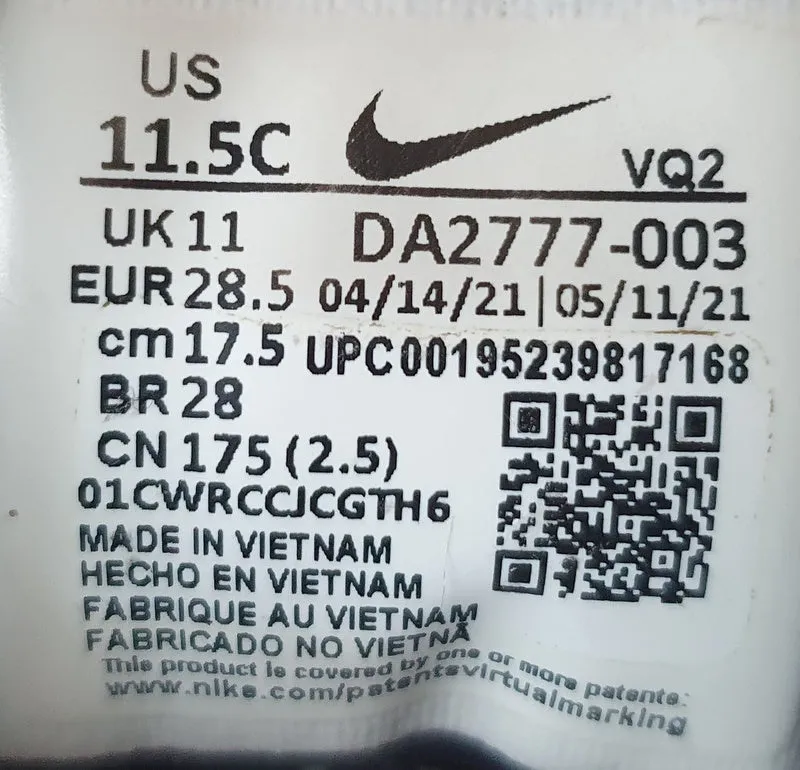 US
11.5C
VQ2
UK 11 DA2777-003
EUR 28.5 04/14/21|05/11/21
cm 17.5 UPC00195239817168
BR 28
CN 175 (2.5)
01CWRCCJCGTH6
MADE IN VIETNAM
HECHO EN VIETNAM
FABRIQUE AU VIETNAM
FABRICADO NO VIETNÃ
This product is covered by one or more patents:
www.nike.com/patentsvirtualmarking